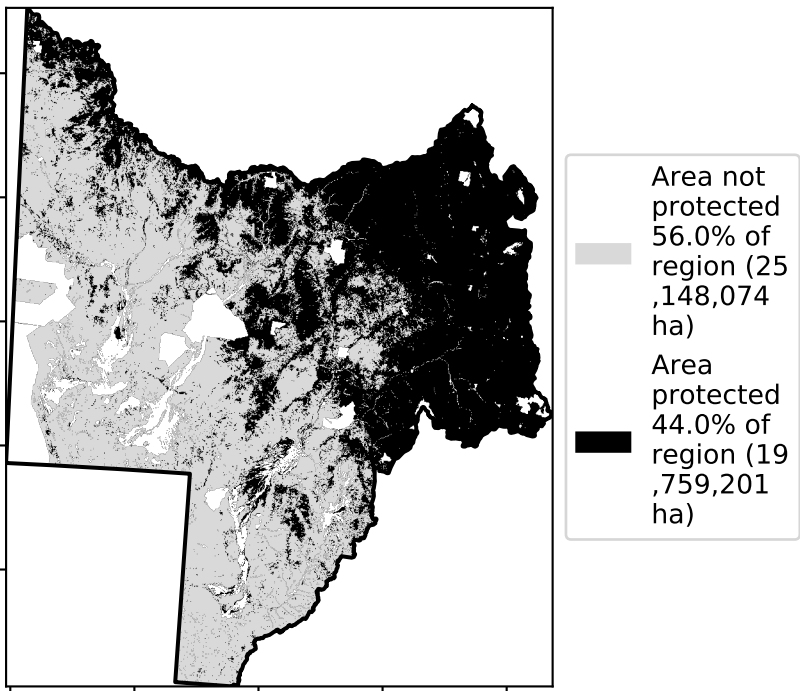 Area not
protected
56.0% of
region (25
,148,074
ha)
Area
protected
44.0% of
region (19
,759,201
ha)